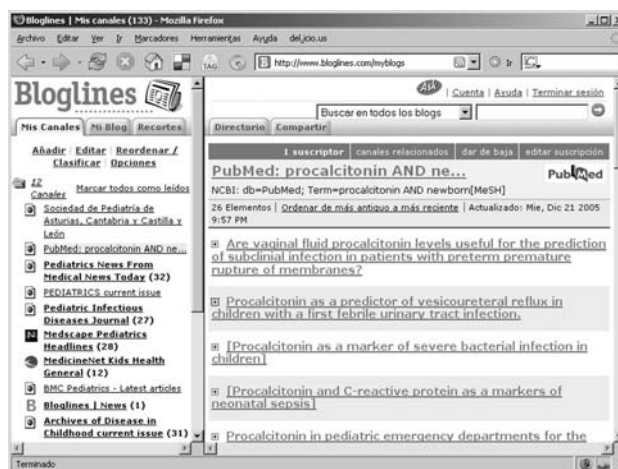 Bloglines | Mis canales (133) - Mozilla Firefox
Archivo Editar Ver Ir Marcadores Herramientas Ayuda del.icio.us
TAG http://www.bloglines.com/myblogs Ir
Bloglines
Ask | Cuenta | Ayuda | Terminar sesión
Buscar en todos los blogs
Mis Canales Mi Blog Recortes
Directorio Compartir
Añadir | Editar | Reordenar /
Clasificar | Opciones
12
Canales Marcar todos como leídos
Sociedad de Pediatría de
Asturias, Cantabria y Castilla y
León
PubMed: procalcitonin AND ne...
Pediatrics News From
Medical News Today (32)
PEDIATRICS current issue
Pediatric Infectious
Diseases Journal (27)
Medscape Pediatrics
Headlines (28)
MedicineNet Kids Health
General (12)
BMC Pediatrics - Latest articles
Bloglines | News (1)
Archives of Disease in
Childhood current issue (31)
1 suscriptor | canales relacionados | dar de baja | editar suscripción
PubMed: procalcitonin AND ne...
PubMed
NCBI: db=PubMed; Term=procalcitonin AND newborn[MeSH]
26 Elementos | Ordenar de más antiguo a más reciente | Actualizado: Mie, Dic 21 2005
9:57 PM
Are vaginal fluid procalcitonin levels useful for the prediction
of subclinical infection in patients with preterm premature
rupture of membranes?
Procalcitonin as a predictor of vesicoureteral reflux in
children with a first febrile urinary tract infection.
[Procalcitonin as a marker of severe bacterial infection in
children]
[Procalcitonin and C-reactive protein as a markers of
neonatal sepsis]
Procalcitonin in pediatric emergency departments for the
Terminado